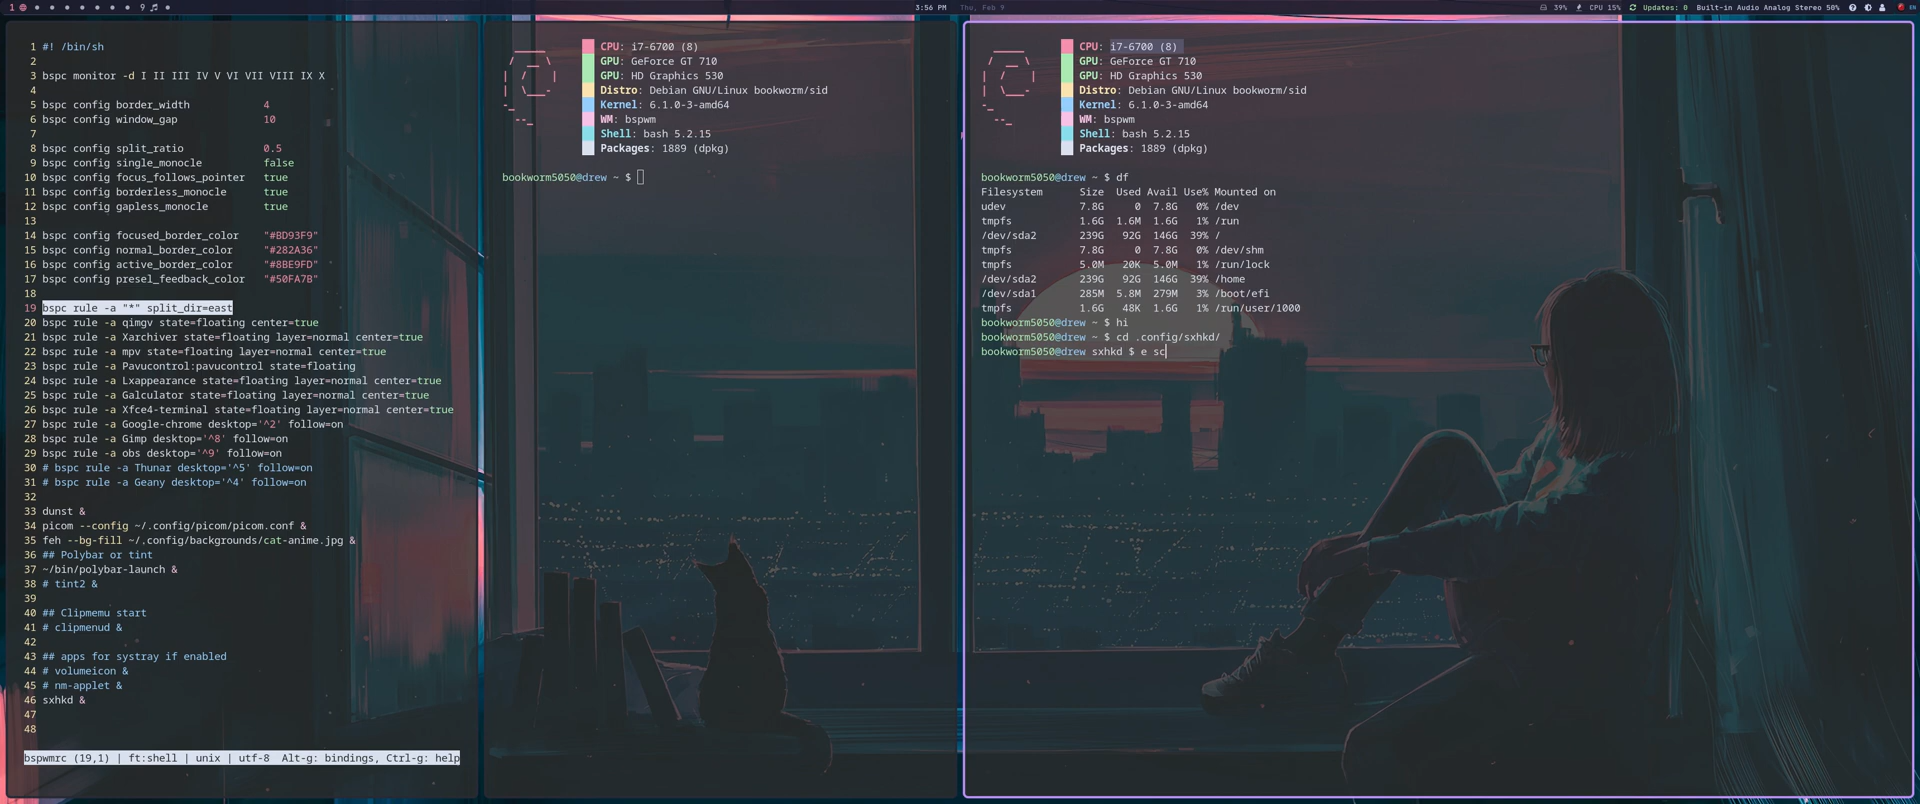 1 9 3:56 PM Thu, Feb 9 39% CPU 15% Updates: 0 Built-in Audio Analog Stereo 50% EN
1 #! /bin/sh
2
3 bspc monitor -d I II III IV V VI VII VIII IX X
4
5 bspc config border_width 4
6 bspc config window_gap 10
7
8 bspc config split_ratio 0.5
9 bspc config single_monocle false
10 bspc config focus_follows_pointer true
11 bspc config borderless_monocle true
12 bspc config gapless_monocle true
13
14 bspc config focused_border_color "#BD93F9"
15 bspc config normal_border_color "#282A36"
16 bspc config active_border_color "#8BE9FD"
17 bspc config presel_feedback_color "#50FA7B"
18
19 bspc rule -a "*" split_dir=east
20 bspc rule -a qimgv state=floating center=true
21 bspc rule -a Xarchiver state=floating layer=normal center=true
22 bspc rule -a mpv state=floating layer=normal center=true
23 bspc rule -a Pavucontrol:pavucontrol state=floating
24 bspc rule -a Lxappearance state=floating layer=normal center=true
25 bspc rule -a Galculator state=floating layer=normal center=true
26 bspc rule -a Xfce4-terminal state=floating layer=normal center=true
27 bspc rule -a Google-chrome desktop='^2' follow=on
28 bspc rule -a Gimp desktop='^8' follow=on
29 bspc rule -a obs desktop='^9' follow=on
30 # bspc rule -a Thunar desktop='^5' follow=on
31 # bspc rule -a Geany desktop='^4' follow=on
32
33 dunst &
34 picom --config ~/.config/picom/picom.conf &
35 feh --bg-fill ~/.config/backgrounds/cat-anime.jpg &
36 ## Polybar or tint
37 ~/bin/polybar-launch &
38 # tint2 &
39
40 ## Clipmemu start
41 # clipmenud &
42
43 ## apps for systray if enabled
44 # volumeicon &
45 # nm-applet &
46 sxhkd &
47
48
bspwmrc (19,1) | ft:shell | unix | utf-8 Alt-g: bindings, Ctrl-g: help
CPU: i7-6700 (8)
GPU: GeForce GT 710
GPU: HD Graphics 530
Distro: Debian GNU/Linux bookworm/sid
Kernel: 6.1.0-3-amd64
WM: bspwm
Shell: bash 5.2.15
Packages: 1889 (dpkg)
bookworm5050@drew ~ $
CPU: i7-6700 (8)
GPU: GeForce GT 710
GPU: HD Graphics 530
Distro: Debian GNU/Linux bookworm/sid
Kernel: 6.1.0-3-amd64
WM: bspwm
Shell: bash 5.2.15
Packages: 1889 (dpkg)
bookworm5050@drew ~ $ df
Filesystem Size Used Avail Use% Mounted on
udev 7.8G 0 7.8G 0% /dev
tmpfs 1.6G 1.6M 1.6G 1% /run
/dev/sda2 239G 92G 146G 39% /
tmpfs 7.8G 0 7.8G 0% /dev/shm
tmpfs 5.0M 20K 5.0M 1% /run/lock
/dev/sda2 239G 92G 146G 39% /home
/dev/sda1 285M 5.8M 279M 3% /boot/efi
tmpfs 1.6G 48K 1.6G 1% /run/user/1000
bookworm5050@drew ~ $ hi
bookworm5050@drew ~ $ cd .config/sxhkd/
bookworm5050@drew sxhkd $ e sc